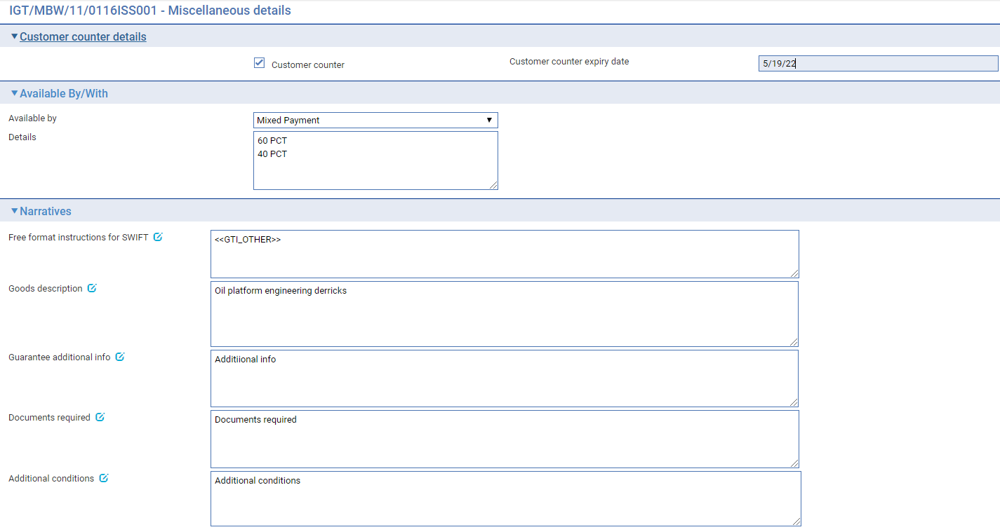 IGT/MBW/11/0116ISS001 - Miscellaneous details
Customer counter details
Customer counter
Customer counter expiry date
5/19/22
Available By/With
Available by
Mixed Payment
Details
60 PCT
40 PCT
Narratives
Free format instructions for SWIFT
<<GTI_OTHER>>
Goods description
Oil platform engineering derricks
Guarantee additional info
Additiional info
Documents required
Documents required
Additional conditions
Additional conditions